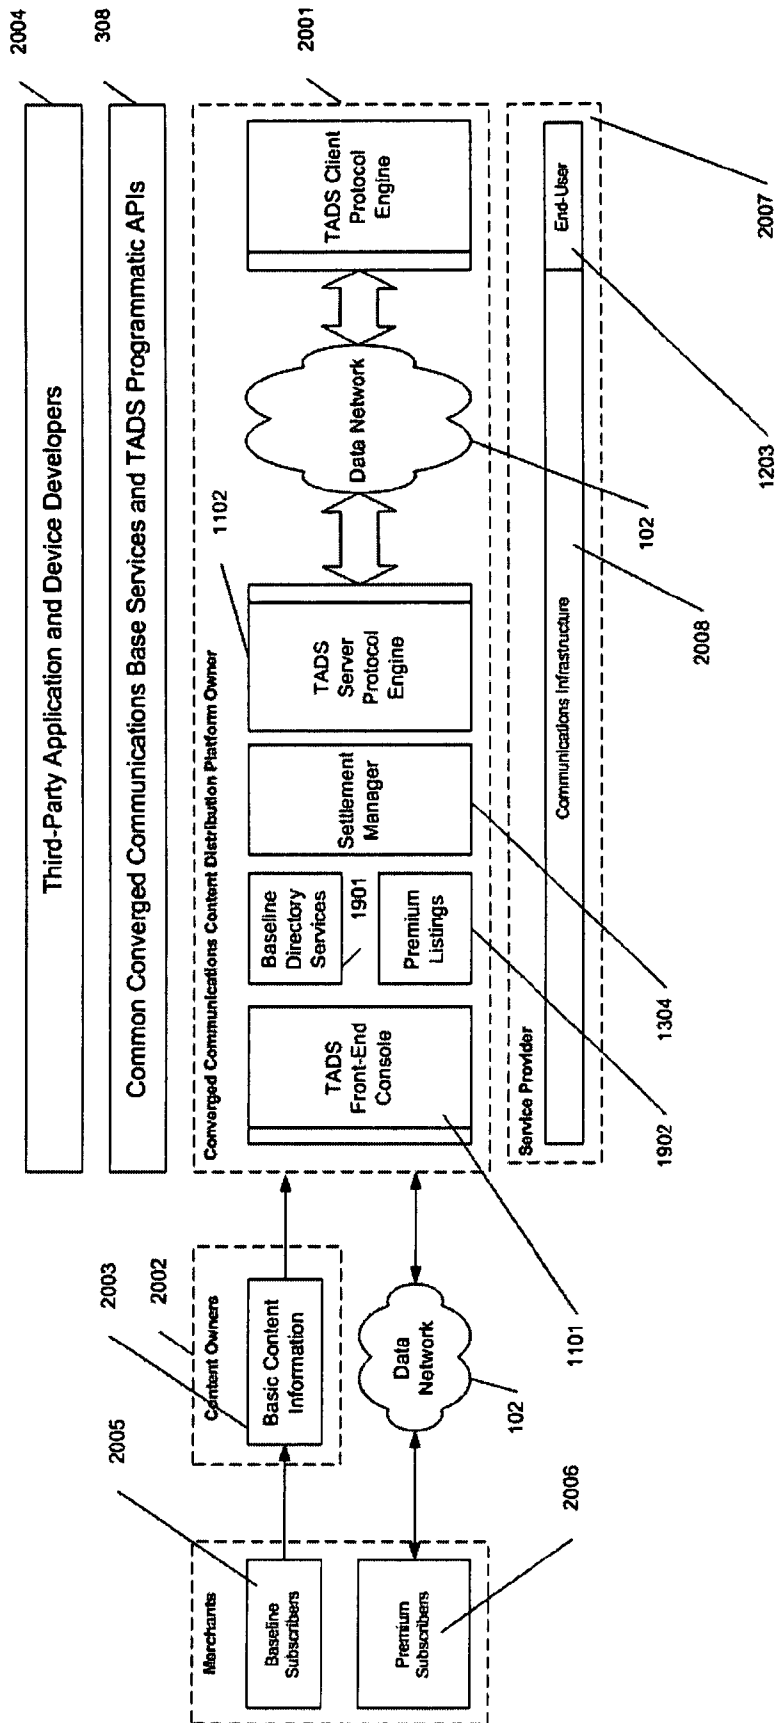 2004
Third-Party Application and Device Developers
308
Common Converged Communications Base Services and TADS Programmatic APIs
2001
Converged Communications Content Distribution Platform Owner
TADS
Front-End
Console
1101
Baseline
Directory
Services
1901
Premium
Listings
1902
Settlement
Manager
1304
1102
TADS
Server
Protocol
Engine
Data Network
102
TADS Client
Protocol
Engine
Service Provider
Communications Infrastructure
2008
End-User
1203
2007
2003
2002
Content Owners
Basic Content
Information
Data
Network
102
2005
Merchants
Baseline
Subscribers
Premium
Subscribers
2006